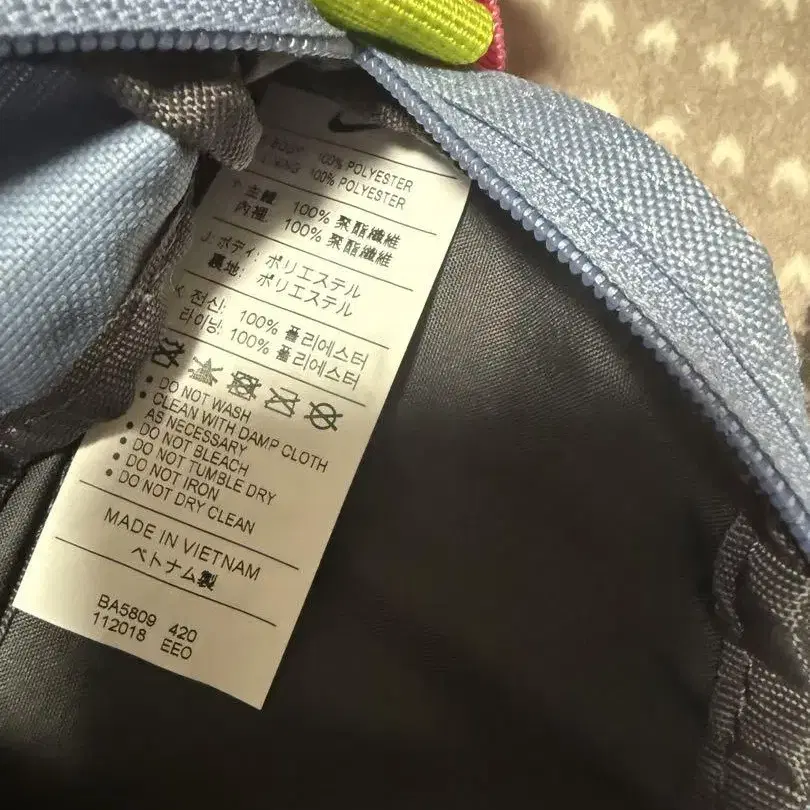 BODY: 100% POLYESTER
LINING: 100% POLYESTER
主體: 100% 聚酯纖維
內裡: 100% 聚酯纖維
J: ボディ: ポリエステル
裏地: ポリエステル
K: 전신: 100% 폴리에스터
라이닝: 100% 폴리에스터
• DO NOT WASH
• CLEAN WITH DAMP CLOTH
AS NECESSARY
• DO NOT BLEACH
• DO NOT TUMBLE DRY
• DO NOT IRON
• DO NOT DRY CLEAN
MADE IN VIETNAM
ベトナム製
BA5809 420
112018 EEO